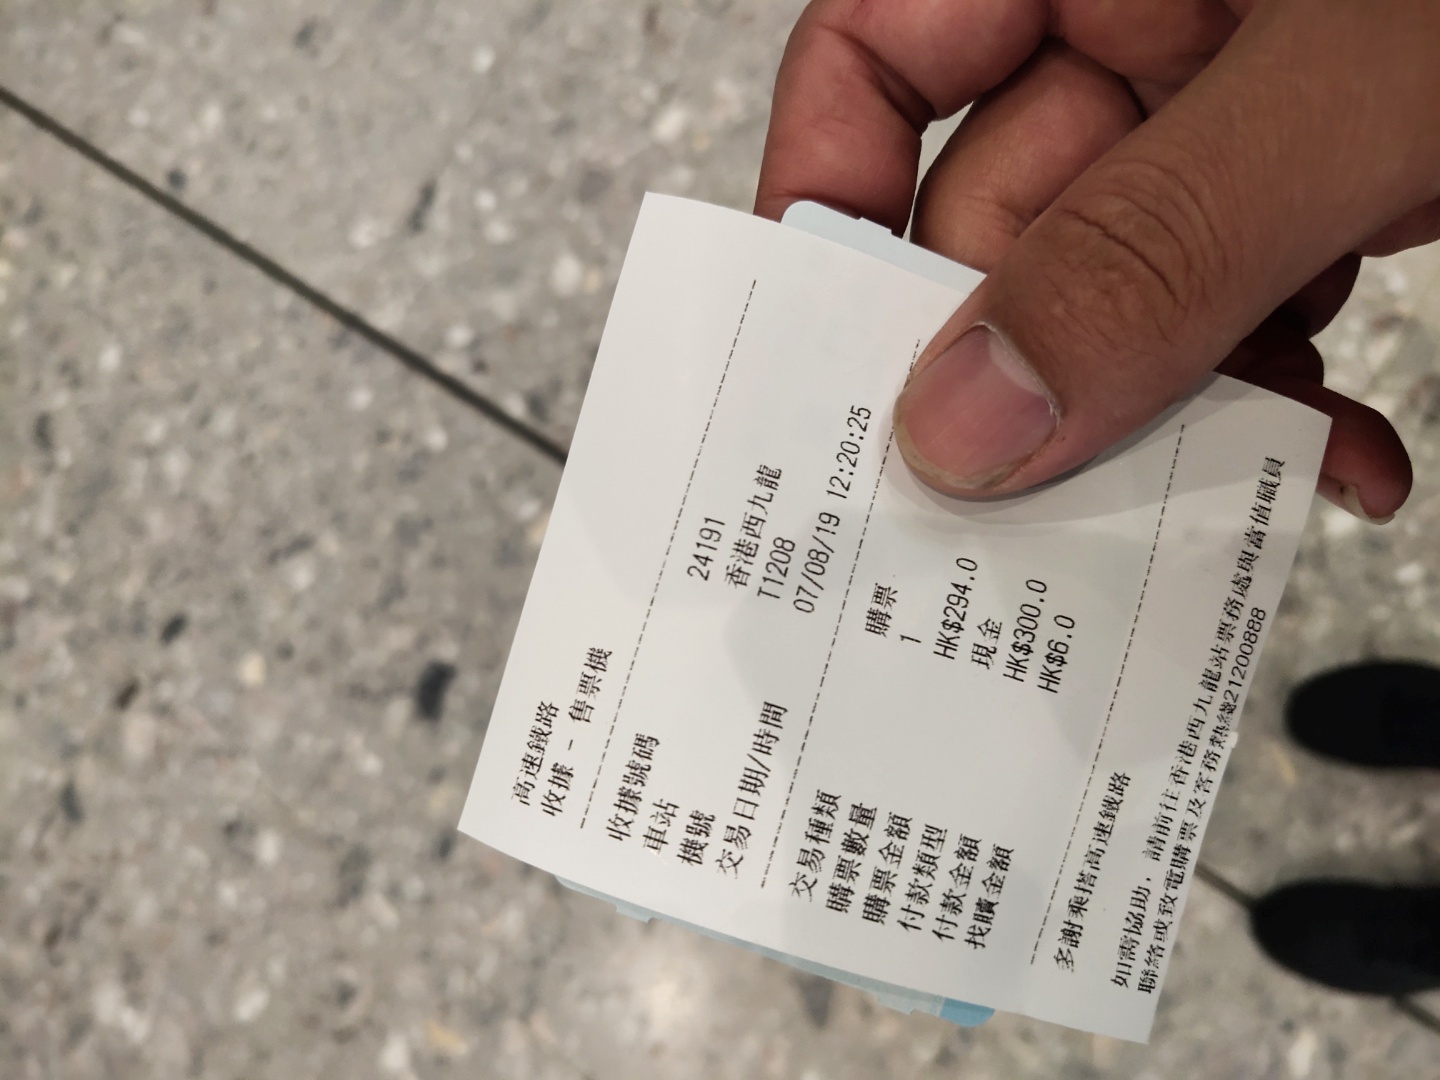 高速鐵路
收據 - 售票機
收據號碼 24191
車站 香港西九龍
機號 T1208
交易日期/時間 07/08/19 12:20:25
交易種類 購票
購票數量 1
購票金額 HK$294.0
付款類型 現金
付款金額 HK$300.0
找贖金額 HK$6.0
多謝乘搭高速鐵路
如需協助，請前往香港西九龍站票務處與當值職員
聯絡或致電購票及客務熱綫21200888